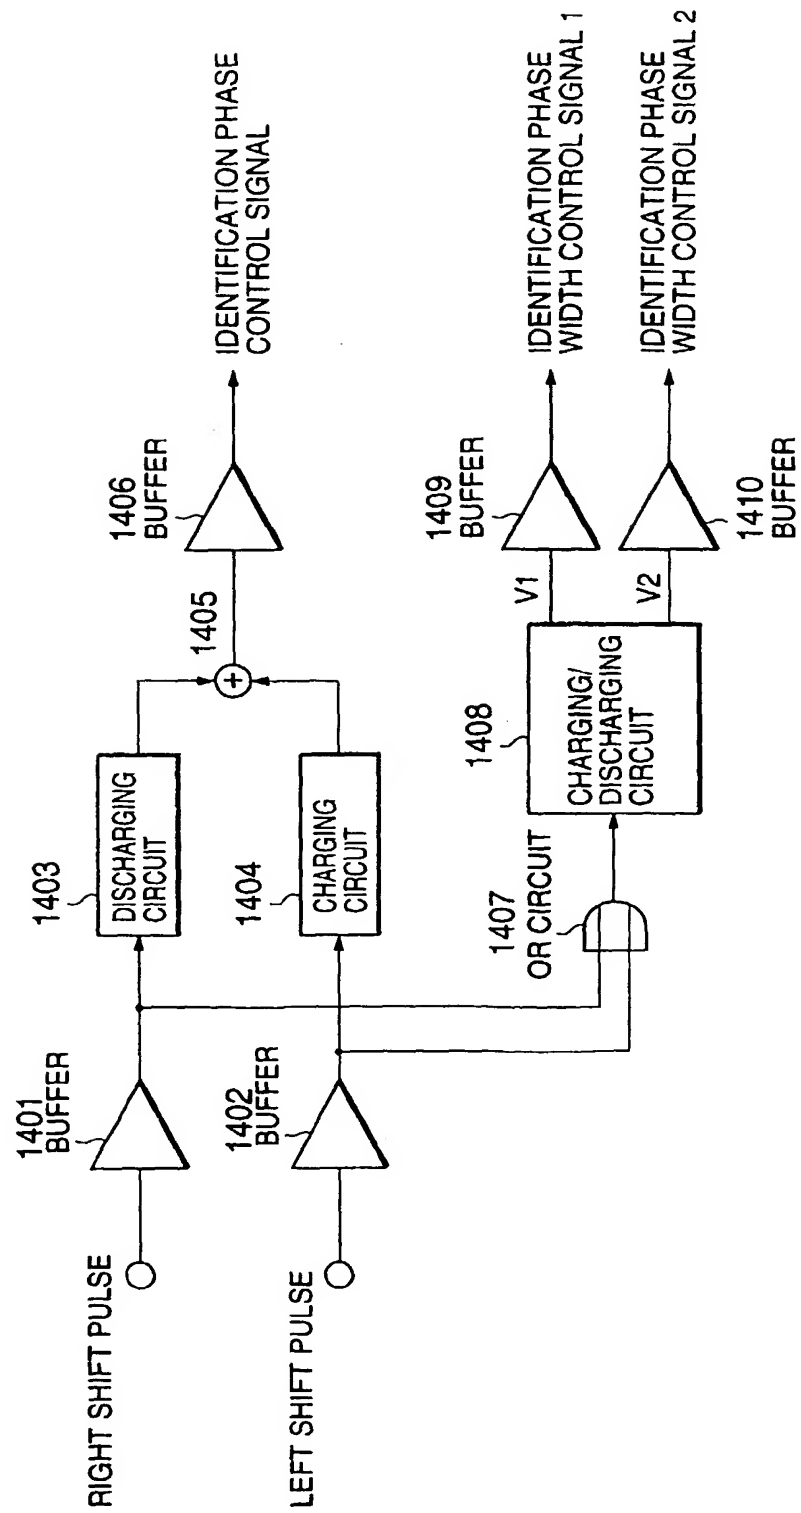 RIGHT SHIFT PULSE
1401
BUFFER
1403
DISCHARGING
CIRCUIT
1405
+
1406
BUFFER
IDENTIFICATION PHASE
CONTROL SIGNAL
LEFT SHIFT PULSE
1402
BUFFER
1404
CHARGING
CIRCUIT
1407
OR CIRCUIT
1408
CHARGING/
DISCHARGING
CIRCUIT
V1
1409
BUFFER
IDENTIFICATION PHASE
WIDTH CONTROL SIGNAL 1
V2
1410
BUFFER
IDENTIFICATION PHASE
WIDTH CONTROL SIGNAL 2